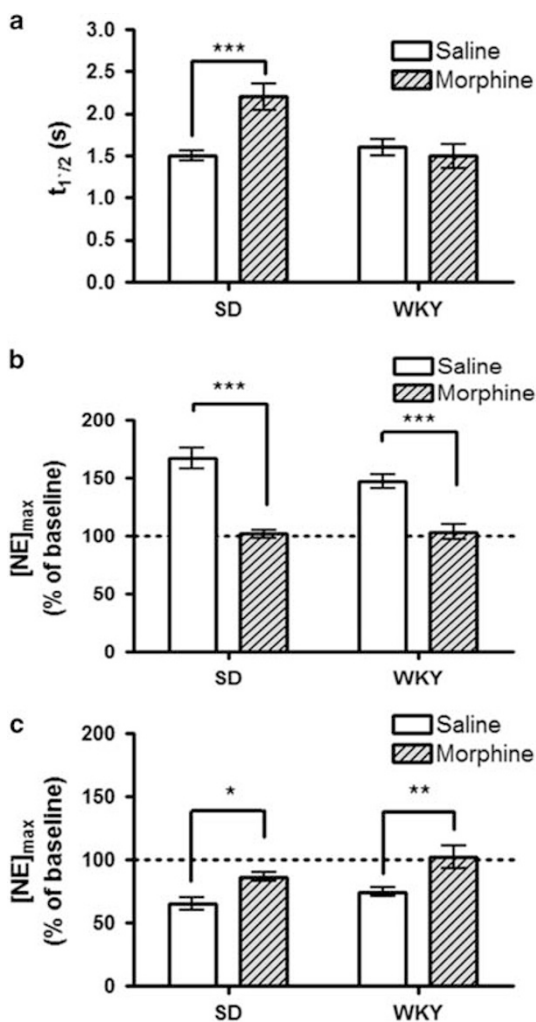 a
3.0
2.5
2.0
1.5
1.0
0.5
0.0
t1`/2 (s)
***
Saline
Morphine
SD
WKY
b
Saline
Morphine
200
150
100
50
0
[NE]max
(% of baseline)
***
***
SD
WKY
c
Saline
Morphine
200
150
100
50
0
[NE]max
(% of baseline)
*
**
SD
WKY